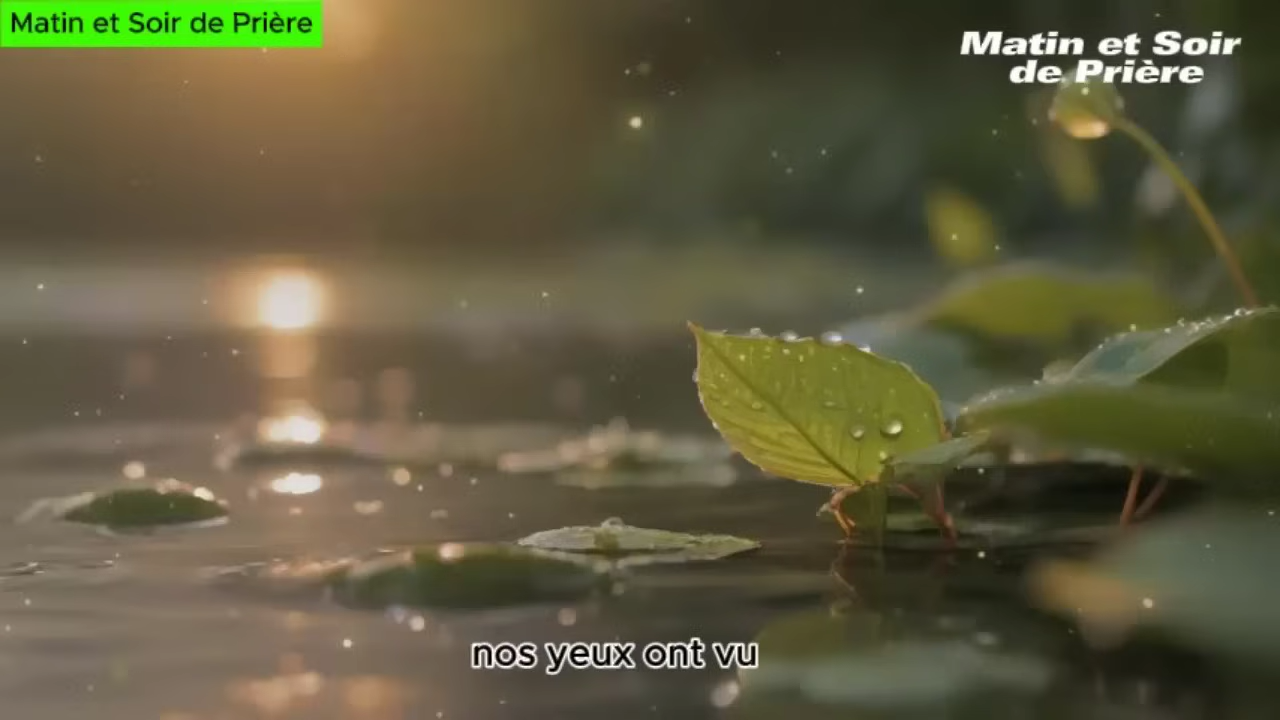 Matin et Soir de Prière
Matin et Soir
de Prière
nos yeux ont vu